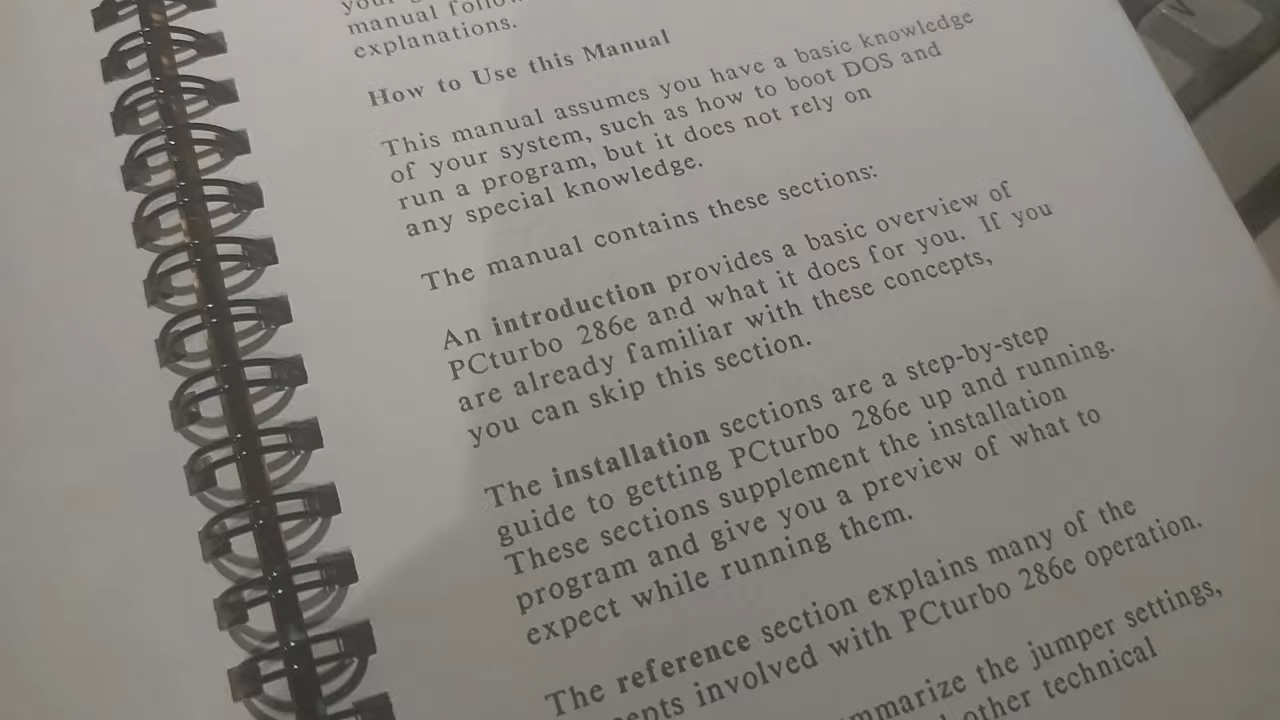 manual
explanations.
How to Use this Manual
This manual assumes you have a basic knowledge
of your system, such as how to boot DOS and
run a program, but it does not rely on
any special knowledge.
The manual contains these sections:
An introduction provides a basic overview of
PCturbo 286e and what it does for you. If you
are already familiar with these concepts,
you can skip this section.
The installation sections are a step-by-step
guide to getting PCturbo 286e up and running.
These sections supplement the installation
program and give you a preview of what to
expect while running them.
The reference section explains many of the
involved with PCturbo 286e operation.
the jumper settings,
other technical